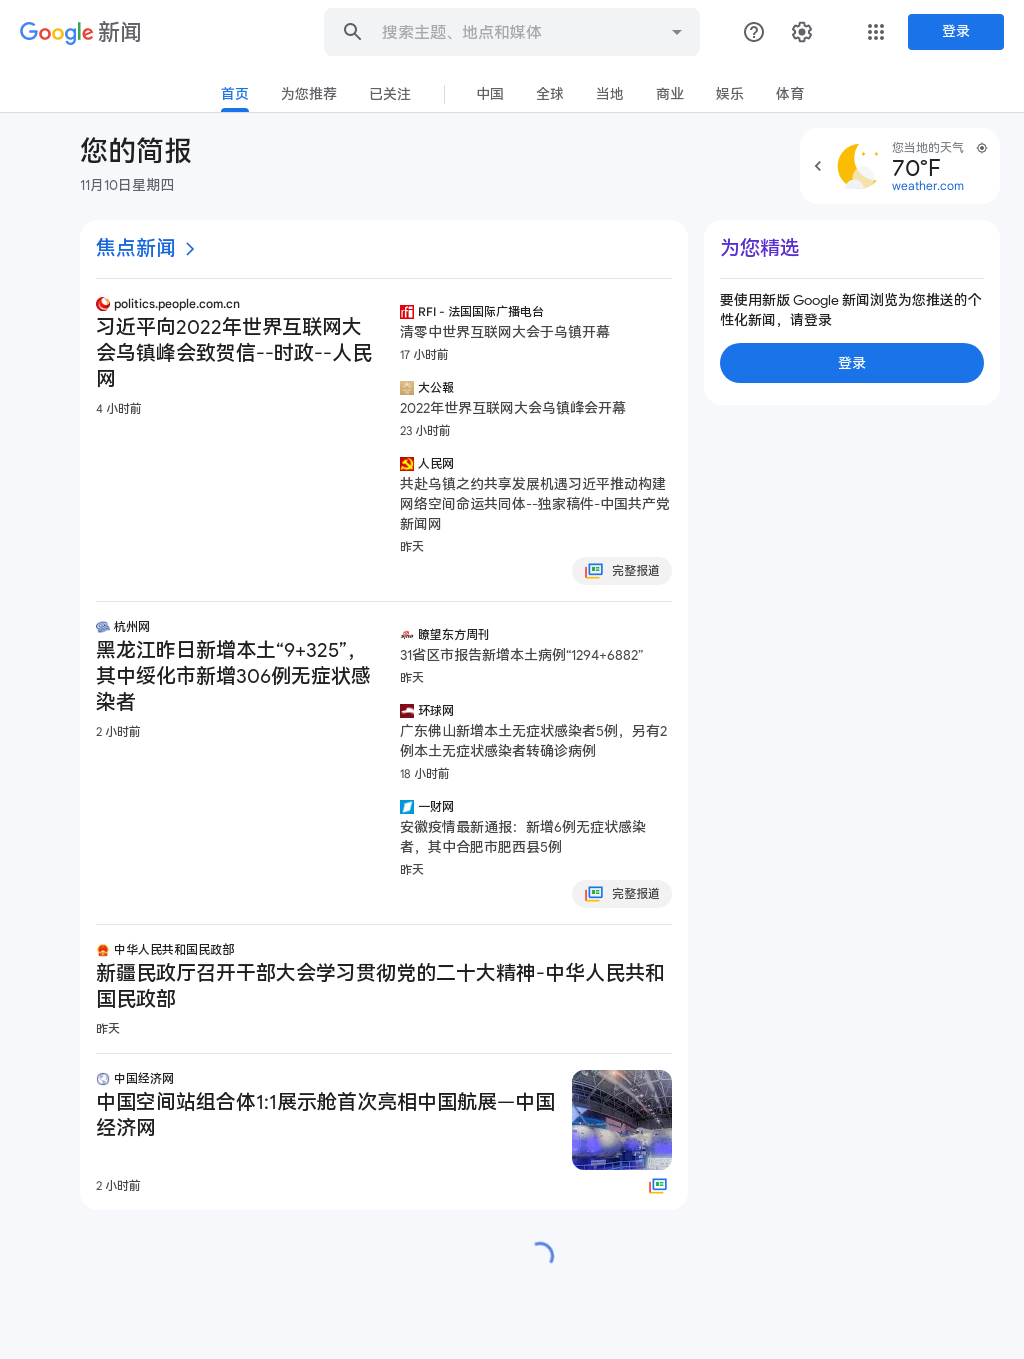 Google 新闻
搜索主题、地点和媒体
登录
首页
为您推荐
已关注
中国
全球
当地
商业
娱乐
体育
您的简报
11月10日星期四
您当地的天气
70°F
weather.com
焦点新闻
politics.people.com.cn
习近平向2022年世界互联网大
会乌镇峰会致贺信--时政--人民
网
4 小时前
RFI - 法国国际广播电台
清零中世界互联网大会于乌镇开幕
17 小时前
大公報
2022年世界互联网大会乌镇峰会开幕
23 小时前
人民网
共赴乌镇之约共享发展机遇习近平推动构建
网络空间命运共同体--独家稿件-中国共产党
新闻网
昨天
完整报道
杭州网
黑龙江昨日新增本土“9+325”，
其中绥化市新增306例无症状感
染者
2 小时前
瞭望东方周刊
31省区市报告新增本土病例“1294+6882”
昨天
环球网
广东佛山新增本土无症状感染者5例，另有2
例本土无症状感染者转确诊病例
18 小时前
一财网
安徽疫情最新通报：新增6例无症状感染
者，其中合肥市肥西县5例
昨天
完整报道
中华人民共和国民政部
新疆民政厅召开干部大会学习贯彻党的二十大精神-中华人民共和
国民政部
昨天
中国经济网
中国空间站组合体1:1展示舱首次亮相中国航展—中国
经济网
2 小时前
为您精选
要使用新版 Google 新闻浏览为您推送的个
性化新闻，请登录
登录